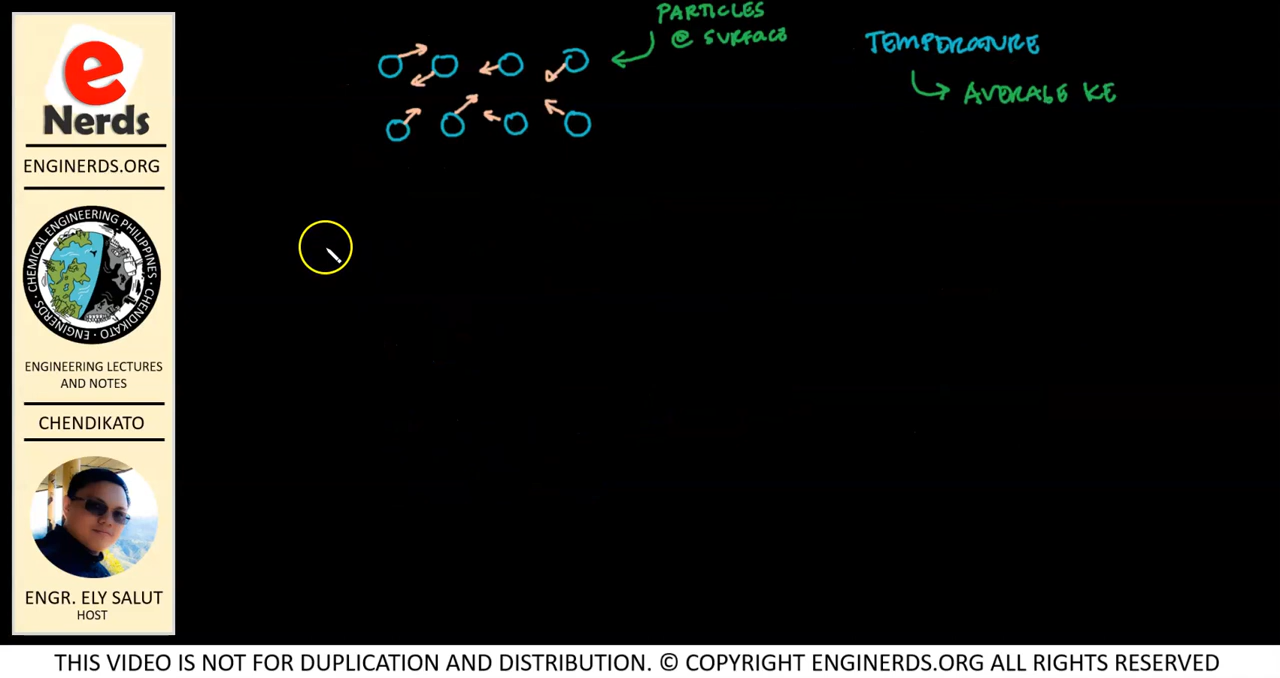 e
Nerds
ENGINERDS.ORG
CHEMICAL ENGINEERING PHILIPPINES
CHENDIKATO · ENGINERDS
ENGINEERING LECTURES
AND NOTES
CHENDIKATO
ENGR. ELY SALUT
HOST
PARTICLES
@ SURFACE
TEMPERATURE
AVERAGE KE
THIS VIDEO IS NOT FOR DUPLICATION AND DISTRIBUTION. © COPYRIGHT ENGINERDS.ORG ALL RIGHTS RESERVED